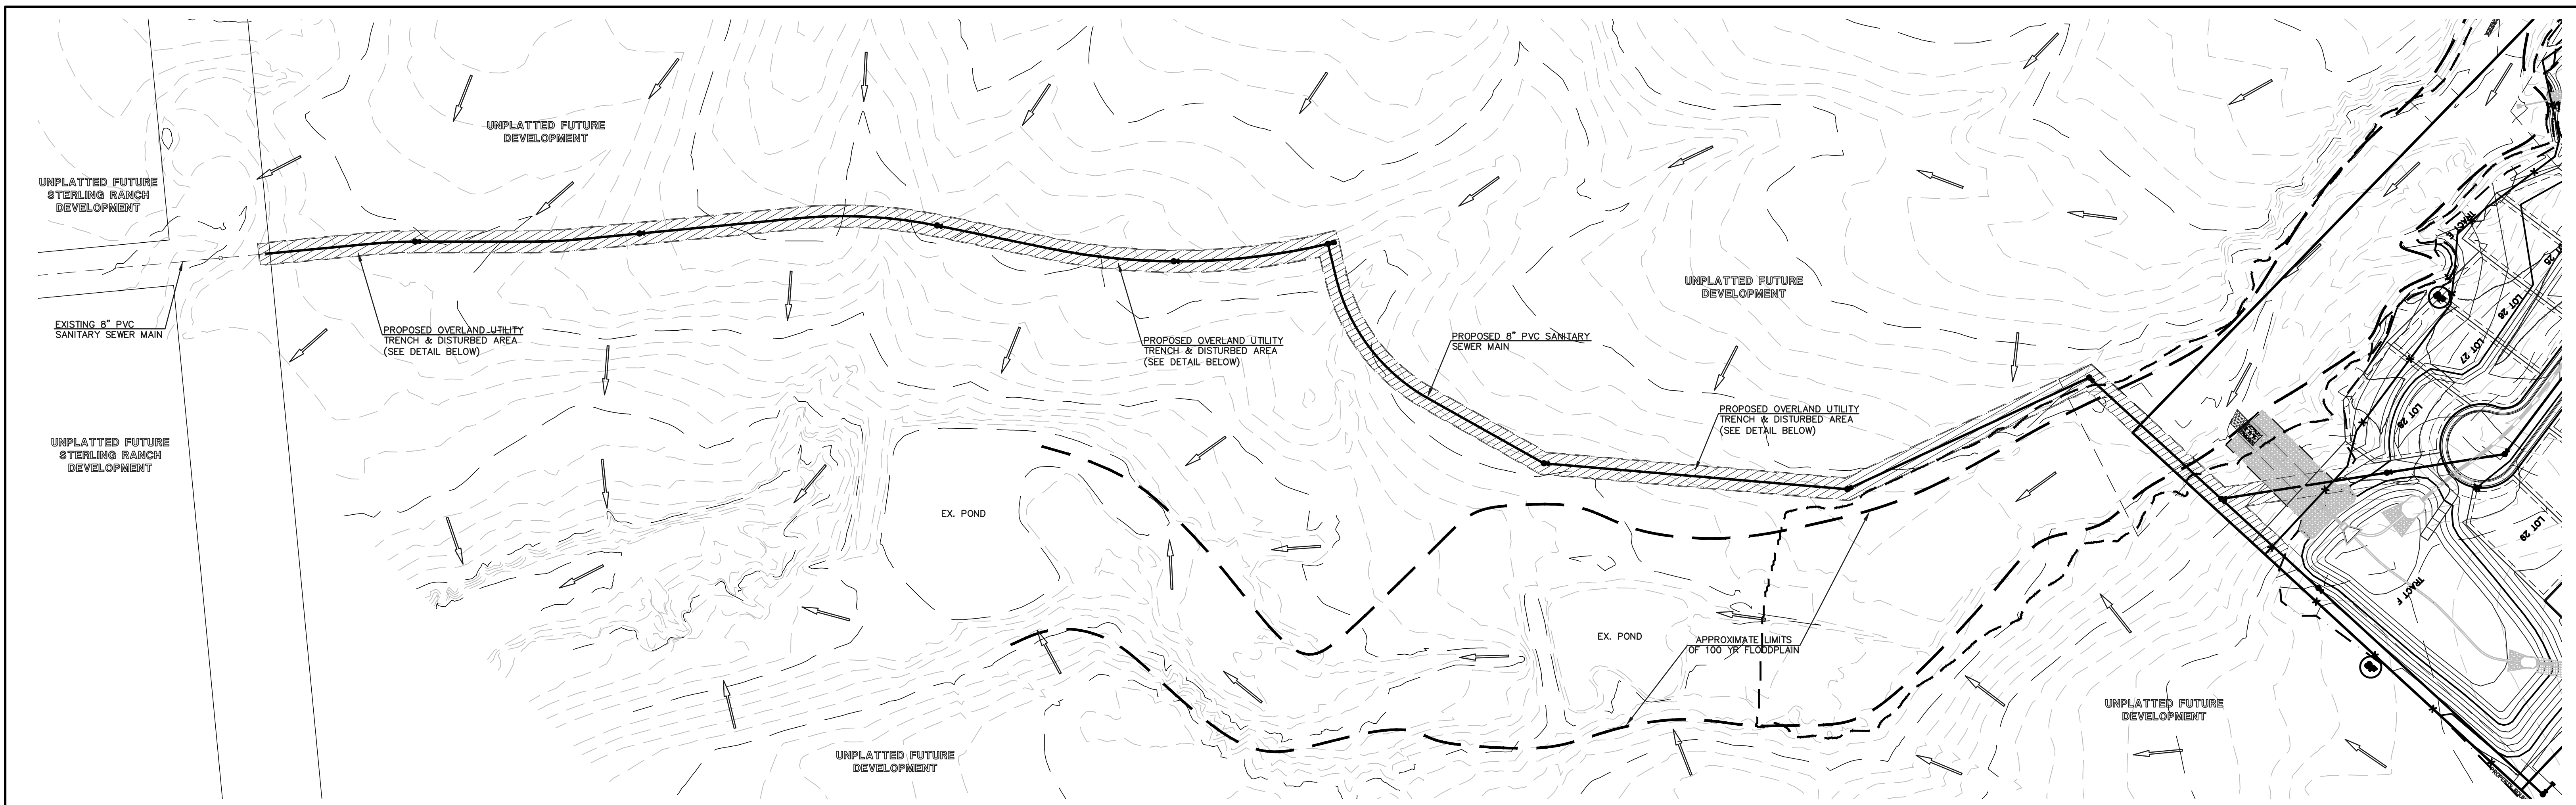 UNPLATTED FUTURE
DEVELOPMENT
UNPLATTED FUTURE
STERLING RANCH
DEVELOPMENT
EXISTING 8" PVC
SANITARY SEWER MAIN
PROPOSED OVERLAND UTILITY
TRENCH & DISTURBED AREA
(SEE DETAIL BELOW)
PROPOSED OVERLAND UTILITY
TRENCH & DISTURBED AREA
(SEE DETAIL BELOW)
PROPOSED 8" PVC SANITARY
SEWER MAIN
UNPLATTED FUTURE
DEVELOPMENT
PROPOSED OVERLAND UTILITY
TRENCH & DISTURBED AREA
(SEE DETAIL BELOW)
UNPLATTED FUTURE
STERLING RANCH
DEVELOPMENT
EX. POND
EX. POND
APPROXIMATE LIMITS
OF 100 YR FLOODPLAIN
UNPLATTED FUTURE
DEVELOPMENT
UNPLATTED FUTURE
DEVELOPMENT
TRACT E
LOT 26
LOT 27
LOT 28
LOT 29
TRACT F